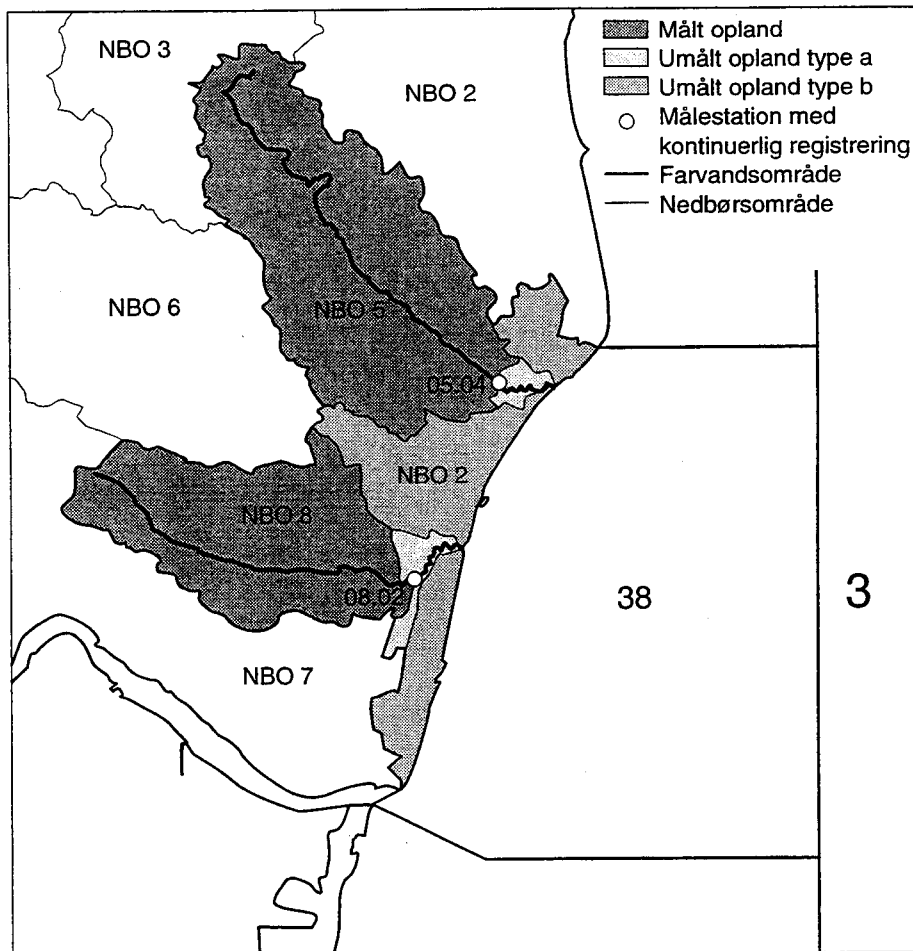 NBO 3
NBO 2
Målt opland
Umålt opland type a
Umålt opland type b
Målestation med
kontinuerlig registrering
Farvandsområde
Nedbørsområde
NBO 6
NBO 5
05.04
NBO 2
NBO 8
08.02
38
3
NBO 7